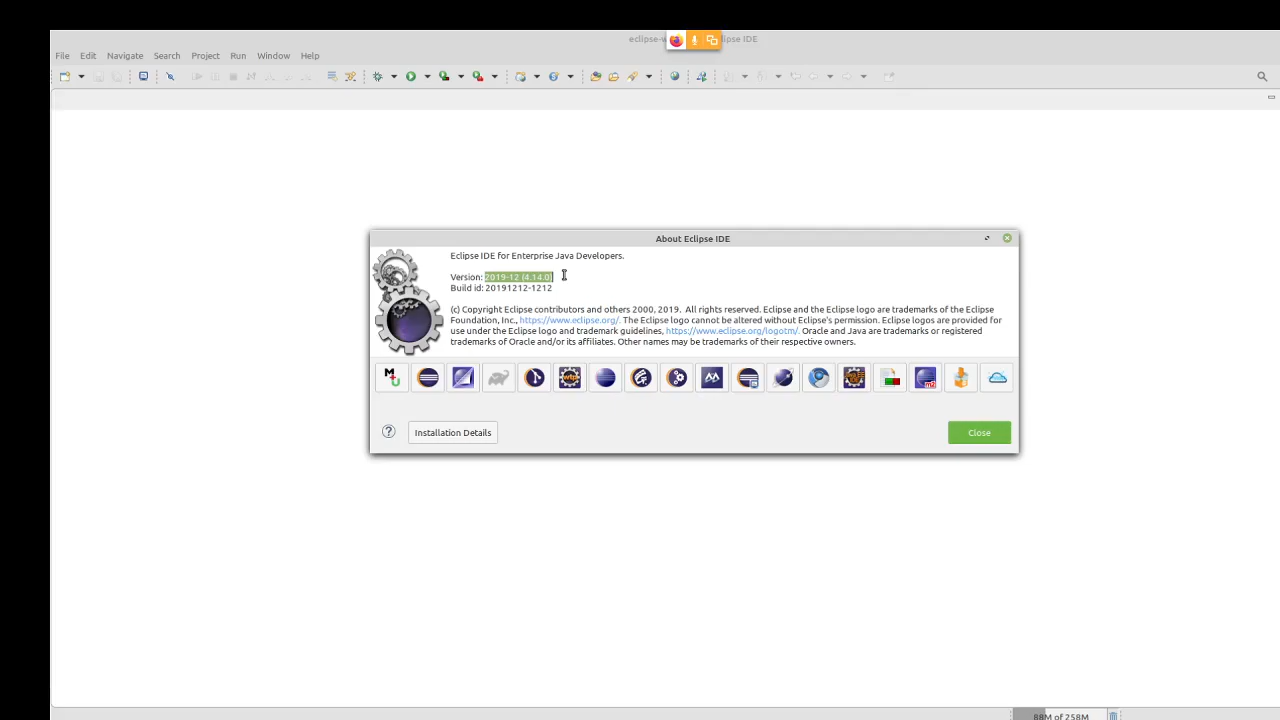 File Edit Navigate Search Project Run Window Help
About Eclipse IDE
Eclipse IDE for Enterprise Java Developers.
Version: 2019-12 (4.14.0)
Build id: 20191212-1212
(c) Copyright Eclipse contributors and others 2000, 2019.  All rights reserved. Eclipse and the Eclipse logo are trademarks of the Eclipse
Foundation, Inc., https://www.eclipse.org/. The Eclipse logo cannot be altered without Eclipse's permission. Eclipse logos are provided for
use under the Eclipse logo and trademark guidelines, https://www.eclipse.org/logotm/. Oracle and Java are trademarks or registered
trademarks of Oracle and/or its affiliates. Other names may be trademarks of their respective owners.
Installation Details
Close
88M of 258M